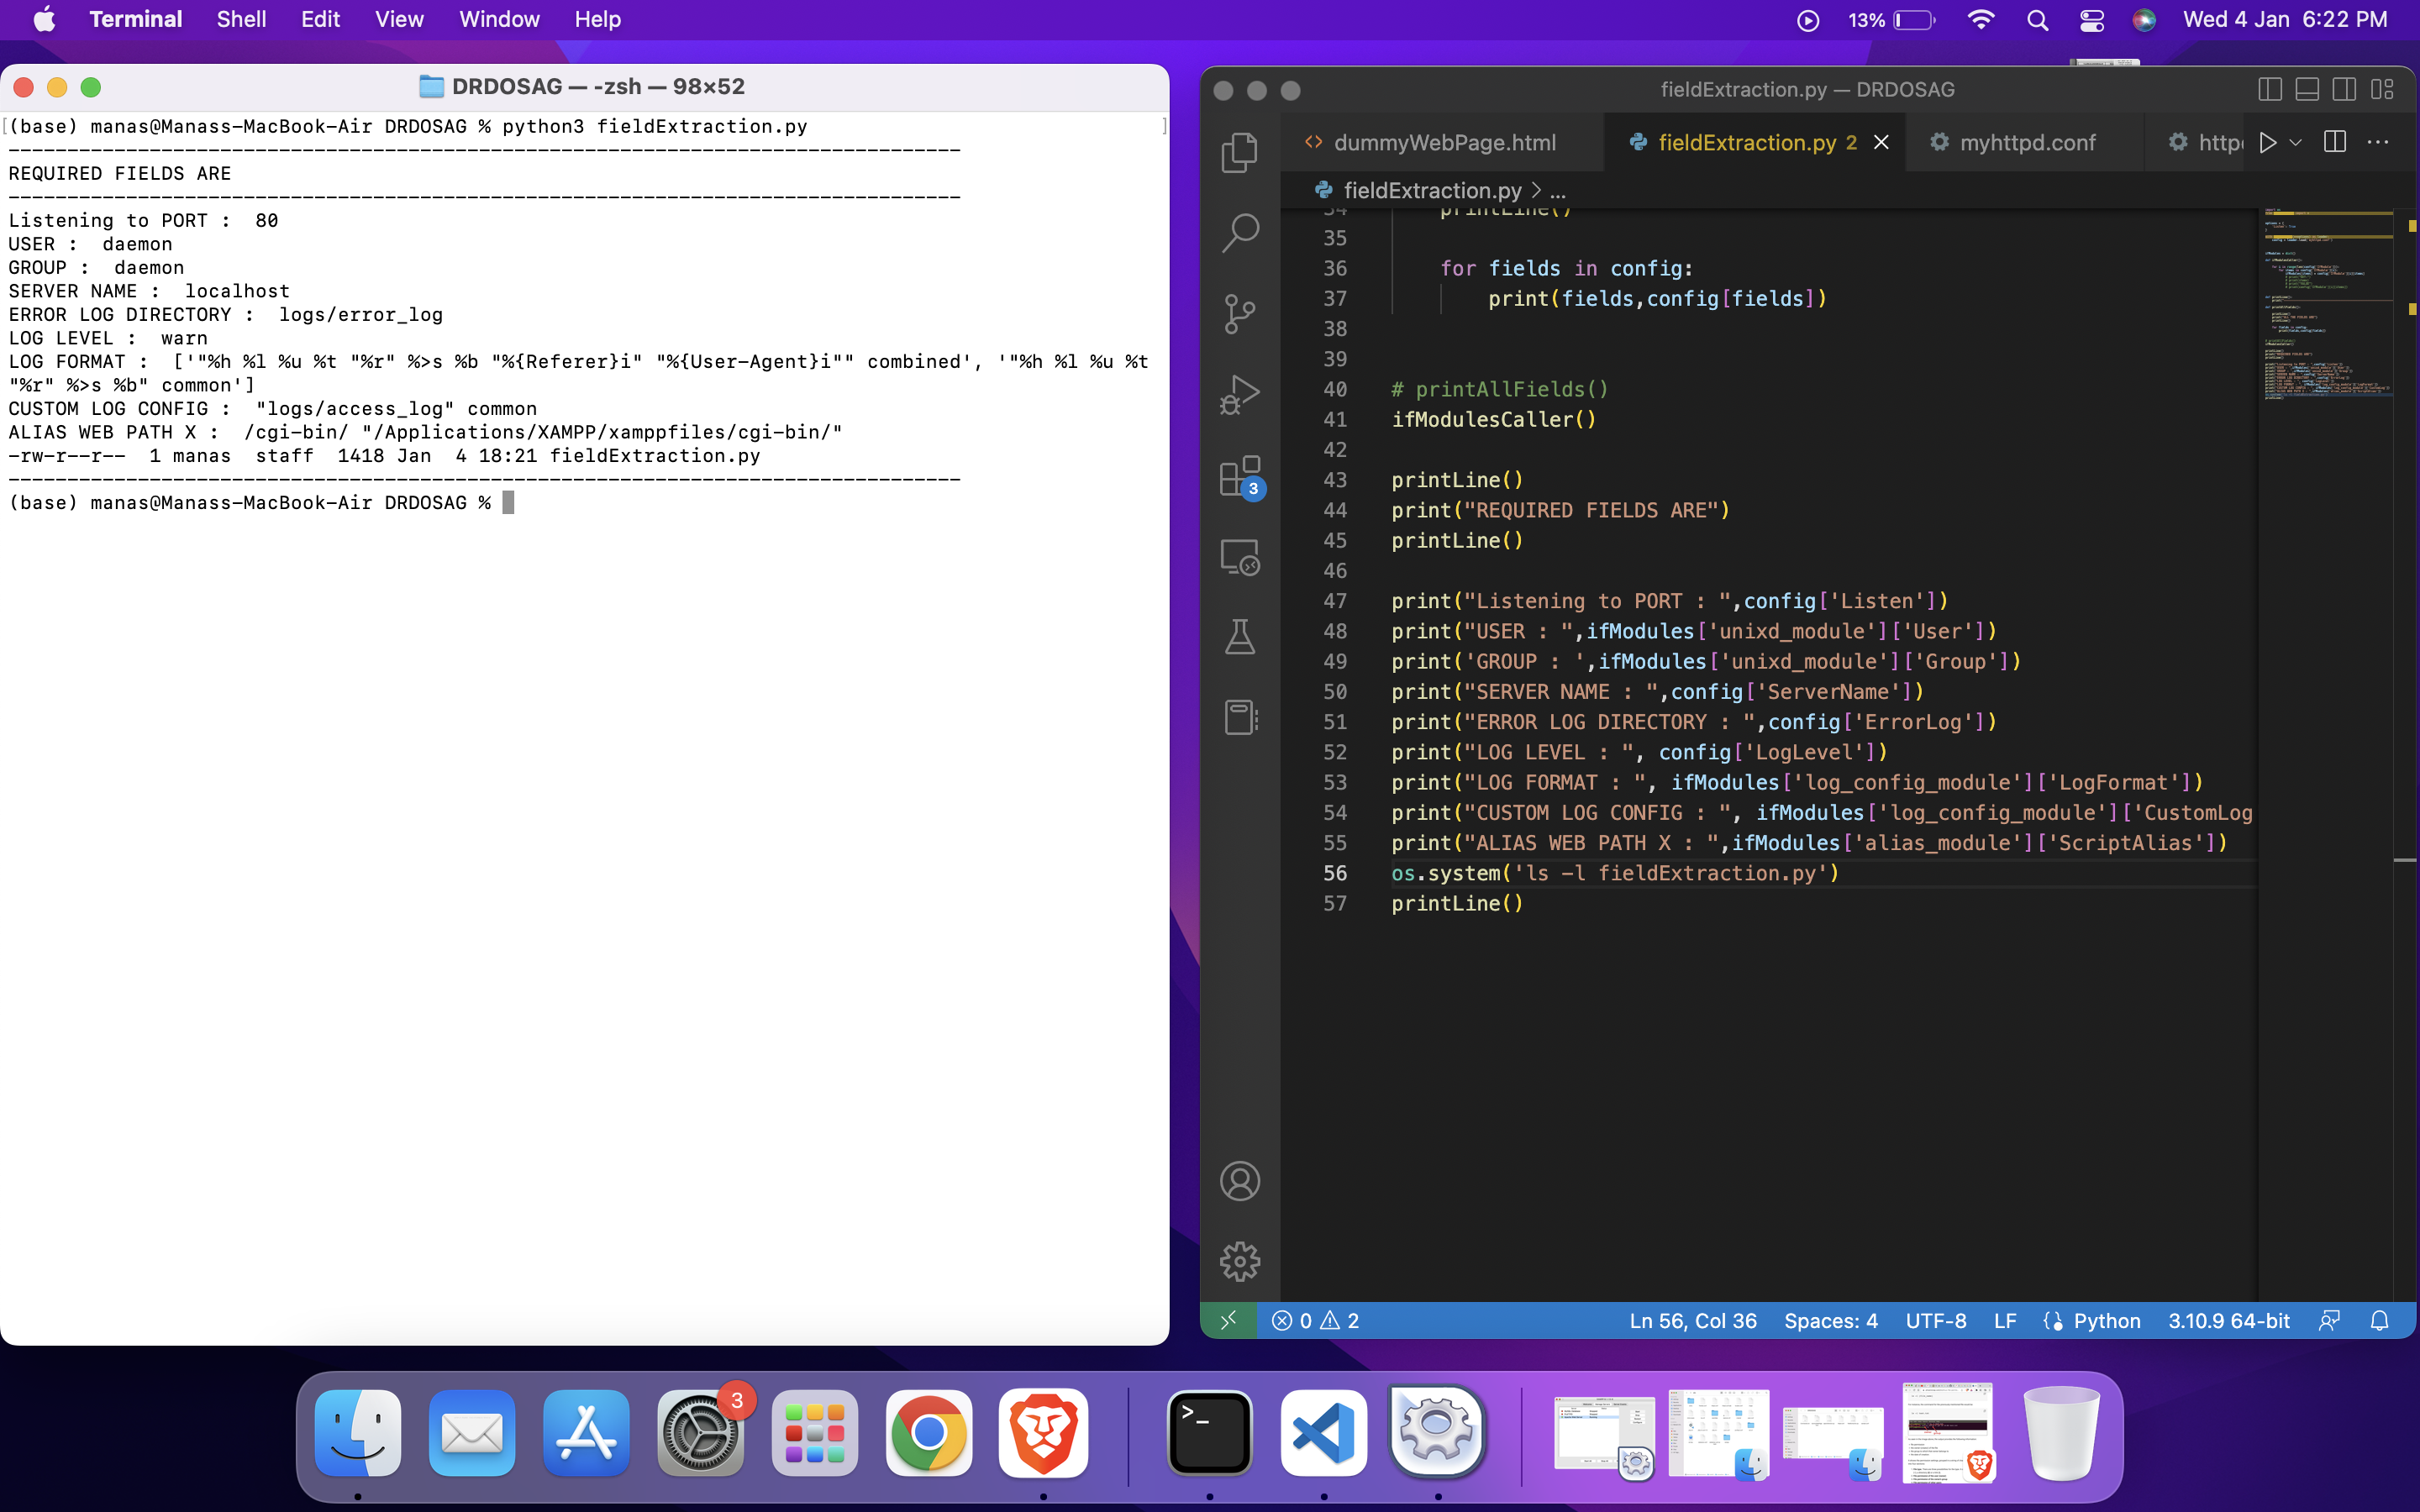 Terminal Shell Edit View Window Help 13% Wed 4 Jan 6:22 PM
DRDOSAG — -zsh — 98×52
(base) manas@Manass-MacBook-Air DRDOSAG % python3 fieldExtraction.py
---------------------------------------------------------------------------------
REQUIRED FIELDS ARE
---------------------------------------------------------------------------------
Listening to PORT :  80
USER :  daemon
GROUP :  daemon
SERVER NAME :  localhost
ERROR LOG DIRECTORY :  logs/error_log
LOG LEVEL :  warn
LOG FORMAT :  ['"%h %l %u %t "%r" %>s %b "%{Referer}i" "%{User-Agent}i"" combined', '"%h %l %u %t
"%r" %>s %b" common']
CUSTOM LOG CONFIG :  "logs/access_log" common
ALIAS WEB PATH X :  /cgi-bin/ "/Applications/XAMPP/xamppfiles/cgi-bin/"
-rw-r--r--  1 manas  staff  1418 Jan  4 18:21 fieldExtraction.py
---------------------------------------------------------------------------------
(base) manas@Manass-MacBook-Air DRDOSAG %
fieldExtraction.py — DRDOSAG
dummyWebPage.html fieldExtraction.py 2 myhttpd.conf http
fieldExtraction.py > ...
34 printLine()
35
36 for fields in config:
37 print(fields,config[fields])
38
39
40 # printAllFields()
41 ifModulesCaller()
42
43 printLine()
44 print("REQUIRED FIELDS ARE")
45 printLine()
46
47 print("Listening to PORT : ",config['Listen'])
48 print("USER : ",ifModules['unixd_module']['User'])
49 print('GROUP : ',ifModules['unixd_module']['Group'])
50 print("SERVER NAME : ",config['ServerName'])
51 print("ERROR LOG DIRECTORY : ",config['ErrorLog'])
52 print("LOG LEVEL : ", config['LogLevel'])
53 print("LOG FORMAT : ", ifModules['log_config_module']['LogFormat'])
54 print("CUSTOM LOG CONFIG : ", ifModules['log_config_module']['CustomLog
55 print("ALIAS WEB PATH X : ",ifModules['alias_module']['ScriptAlias'])
56 os.system('ls -l fieldExtraction.py')
57 printLine()
3
0 2 Ln 56, Col 36 Spaces: 4 UTF-8 LF Python 3.10.9 64-bit
3